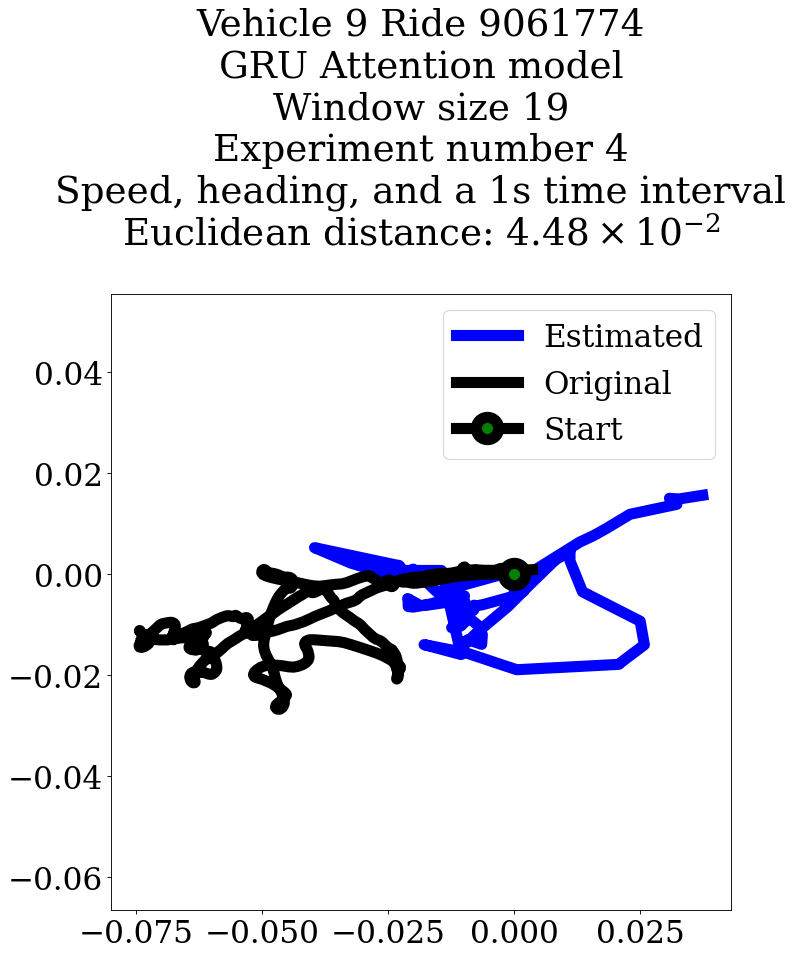 Vehicle 9 Ride 9061774
GRU Attention model
Window size 19
Experiment number 4
Speed, heading, and a 1s time interval
Euclidean distance: 4.48 × 10⁻²
Estimated
Original
Start
0.04
0.02
0.00
−0.02
−0.04
−0.06
−0.075 −0.050 −0.025 0.000 0.025